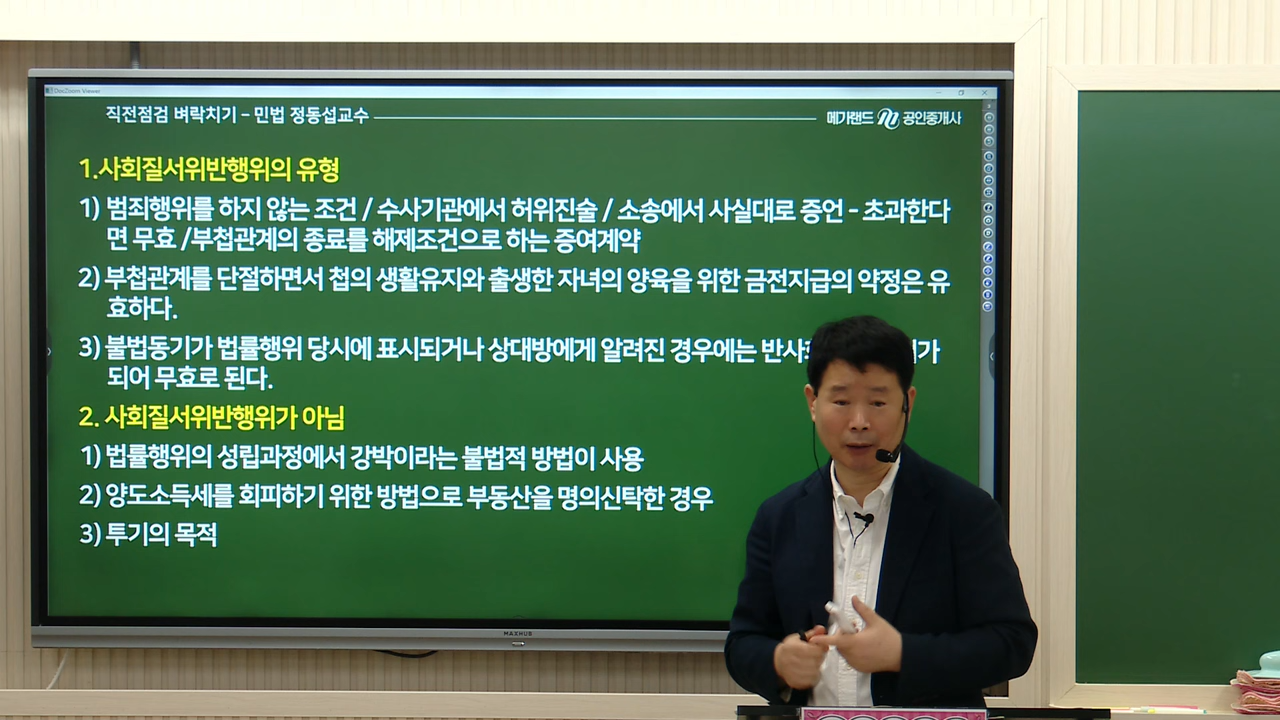 DocZoom Viewer
직전점검 벼락치기 - 민법 정동섭교수
메가랜드 공인중개사
1.사회질서위반행위의 유형
1) 범죄행위를 하지 않는 조건 / 수사기관에서 허위진술 / 소송에서 사실대로 증언 - 초과한다
면 무효 /부첩관계의 종료를 해제조건으로 하는 증여계약
2) 부첩관계를 단절하면서 첩의 생활유지와 출생한 자녀의 양육을 위한 금전지급의 약정은 유
효하다.
3) 불법동기가 법률행위 당시에 표시되거나 상대방에게 알려진 경우에는
되어 무효로 된다.
2. 사회질서위반행위가 아님
1) 법률행위의 성립과정에서 강박이라는 불법적 방법이 사용
2) 양도소득세를 회피하기 위한 방법으로 부동산을 명의신탁한 경우
3) 투기의 목적
MAXHUB